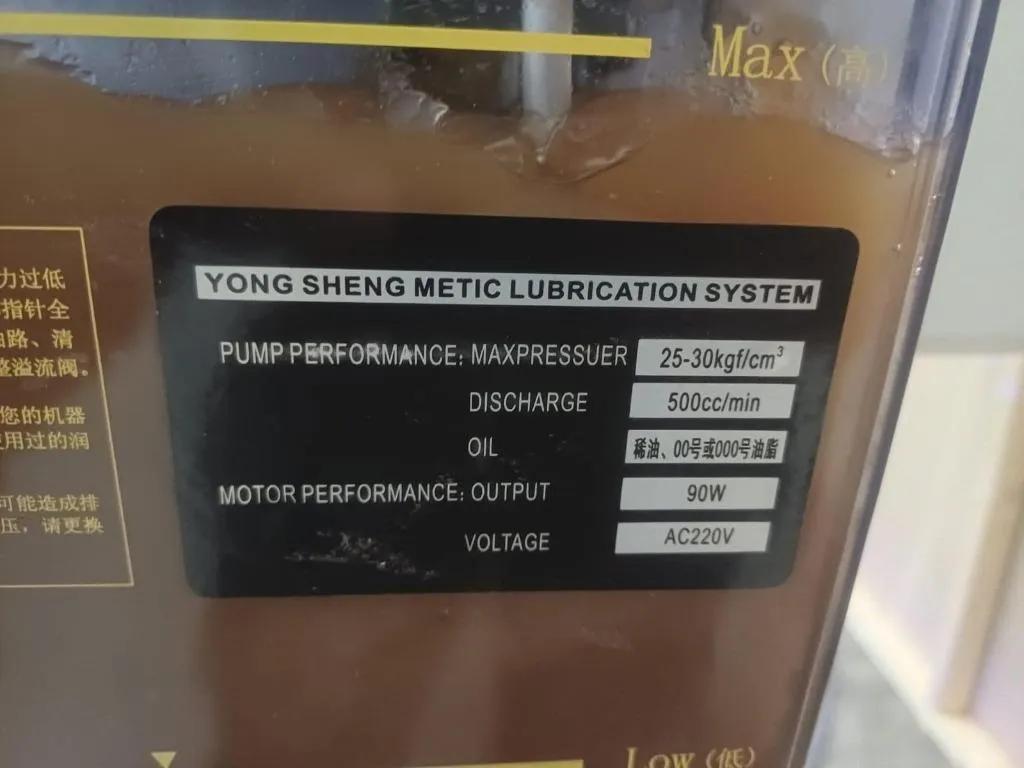 Max（高）
力过低
指针全
路、清
整溢流阀。
您的机器
使用过的润
可能造成排
压，请更换
YONG SHENG METIC LUBRICATION SYSTEM
PUMP PERFORMANCE: MAXPRESSUER 25-30kgf/cm³
DISCHARGE 500cc/min
OIL 稀油、00号或000号油脂
MOTOR PERFORMANCE: OUTPUT 90W
VOLTAGE AC220V
Low（低）